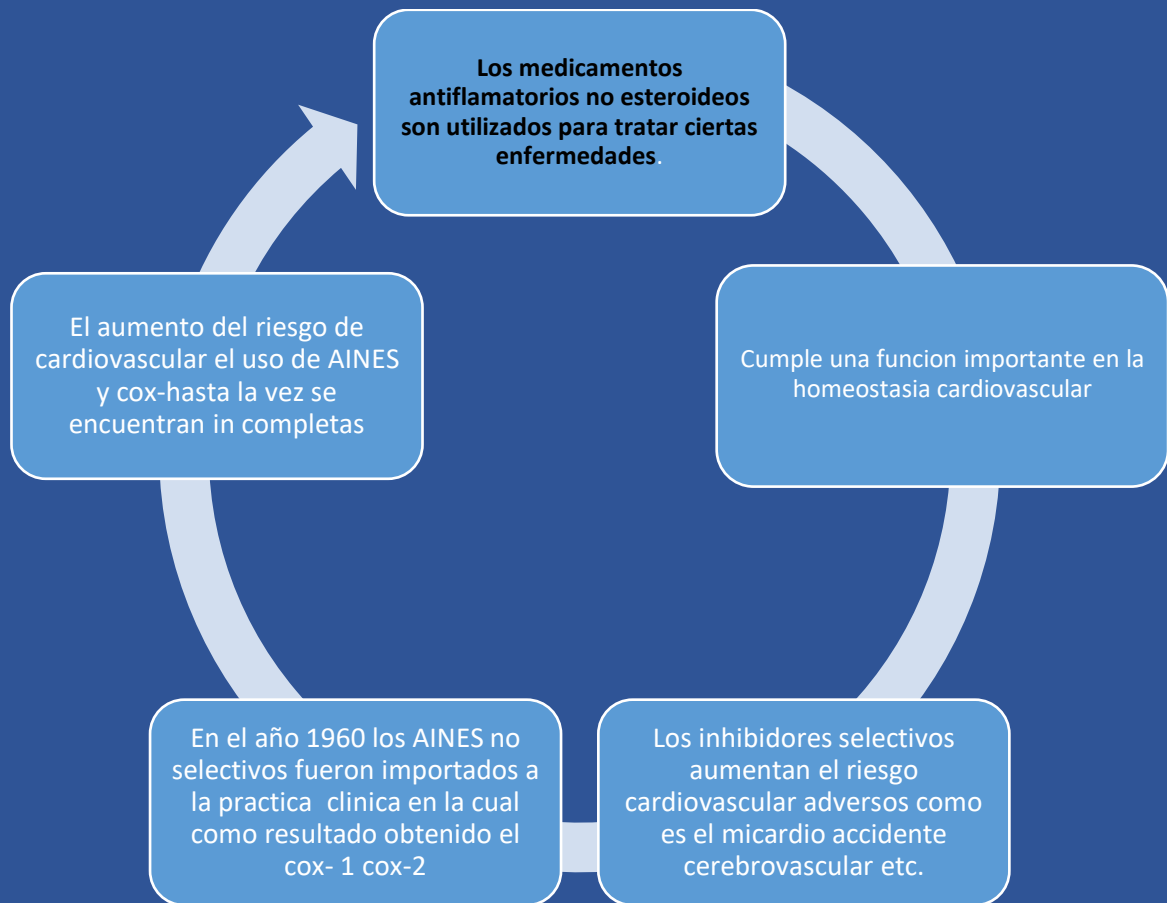 Los medicamentos
antiflamatorios no esteroideos
son utilizados para tratar ciertas
enfermedades.
Cumple una funcion importante en la
homeostasia cardiovascular
Los inhibidores selectivos
aumentan el riesgo
cardiovascular adversos como
es el micardio accidente
cerebrovascular etc.
En el año 1960 los AINES no
selectivos fueron importados a
la practica clinica en la cual
como resultado obtenido el
cox- 1 cox-2
El aumento del riesgo de
cardiovascular el uso de AINES
y cox-hasta la vez se
encuentran in completas